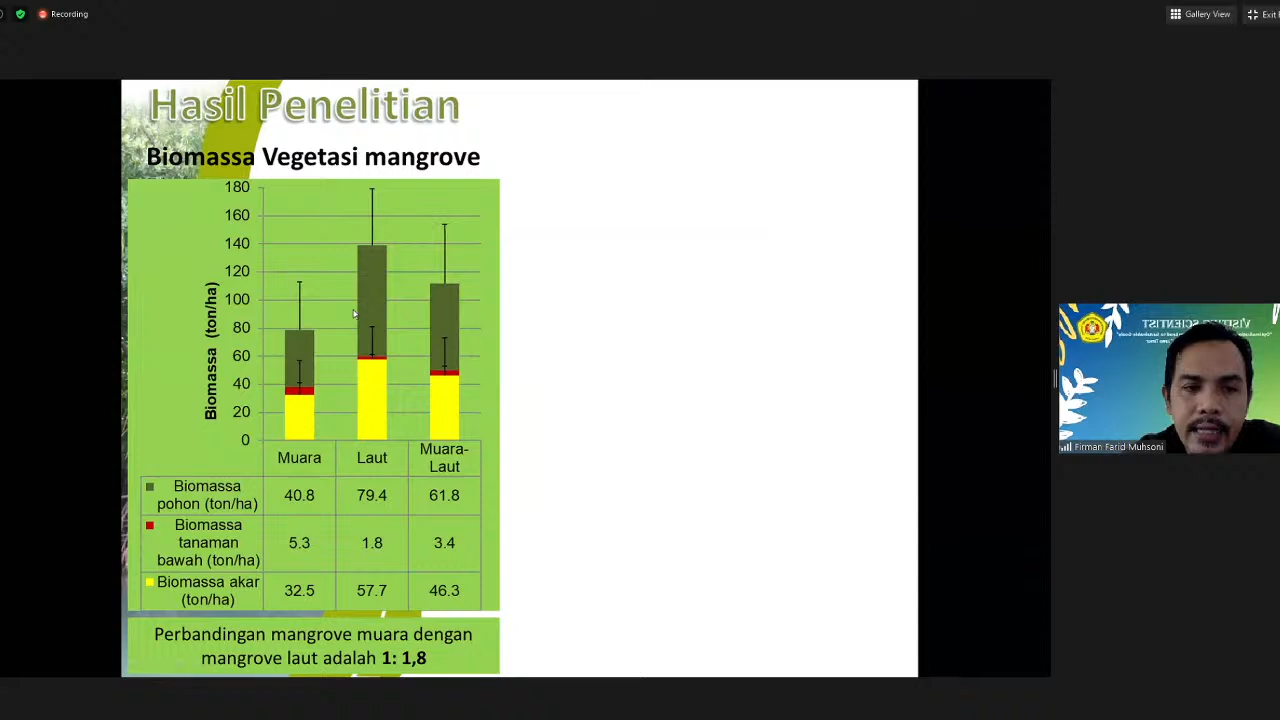 Recording
Gallery View
Exit
Hasil Penelitian
Biomassa Vegetasi mangrove
180
160
140
120
100
80
60
40
20
0
Biomassa (ton/ha)
Muara Laut Muara-
Laut
Biomassa
pohon (ton/ha) 40.8 79.4 61.8
Biomassa
tanaman
bawah (ton/ha) 5.3 1.8 3.4
Biomassa akar
(ton/ha) 32.5 57.7 46.3
Perbandingan mangrove muara dengan
mangrove laut adalah 1: 1,8
VISITING SCIENTIST
Firman Farid Muhsoni